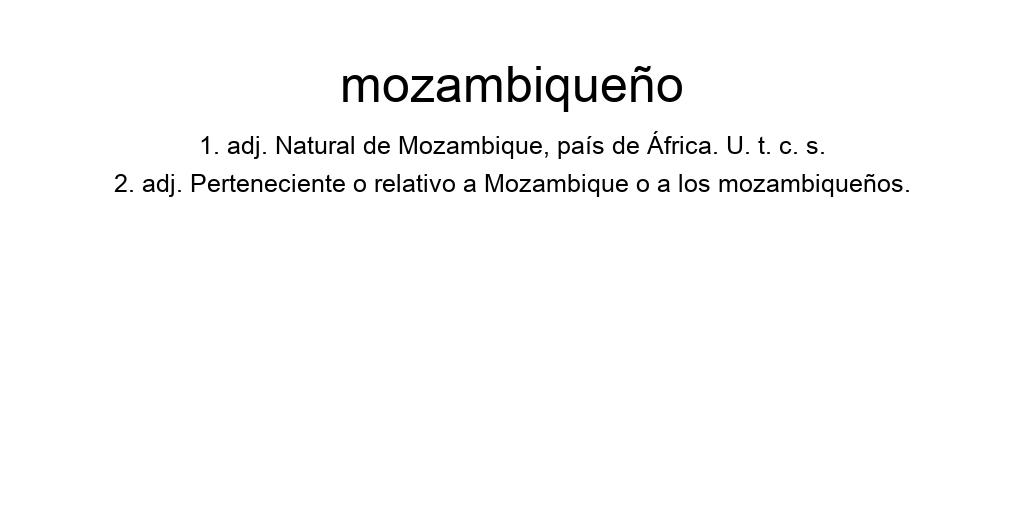 mozambiqueño
1. adj. Natural de Mozambique, país de África. U. t. c. s.
2. adj. Perteneciente o relativo a Mozambique o a los mozambiqueños.